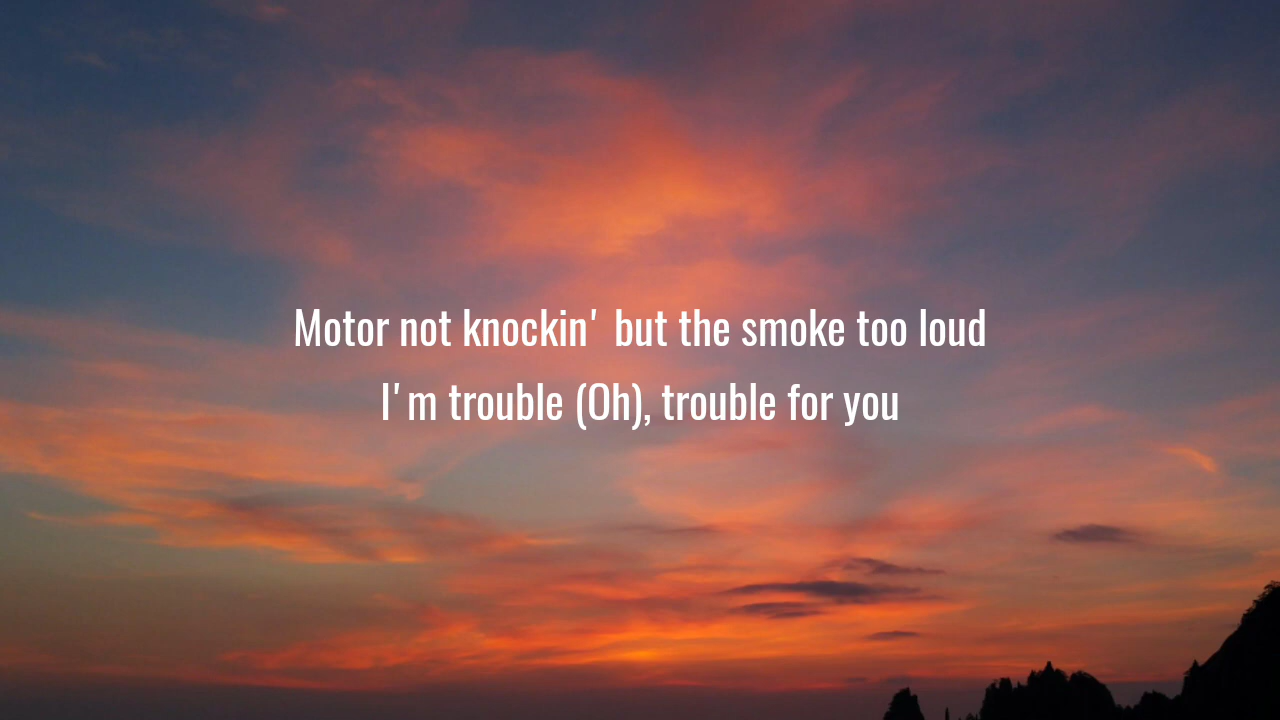 Motor not knockin' but the smoke too loud
I'm trouble (Oh), trouble for you